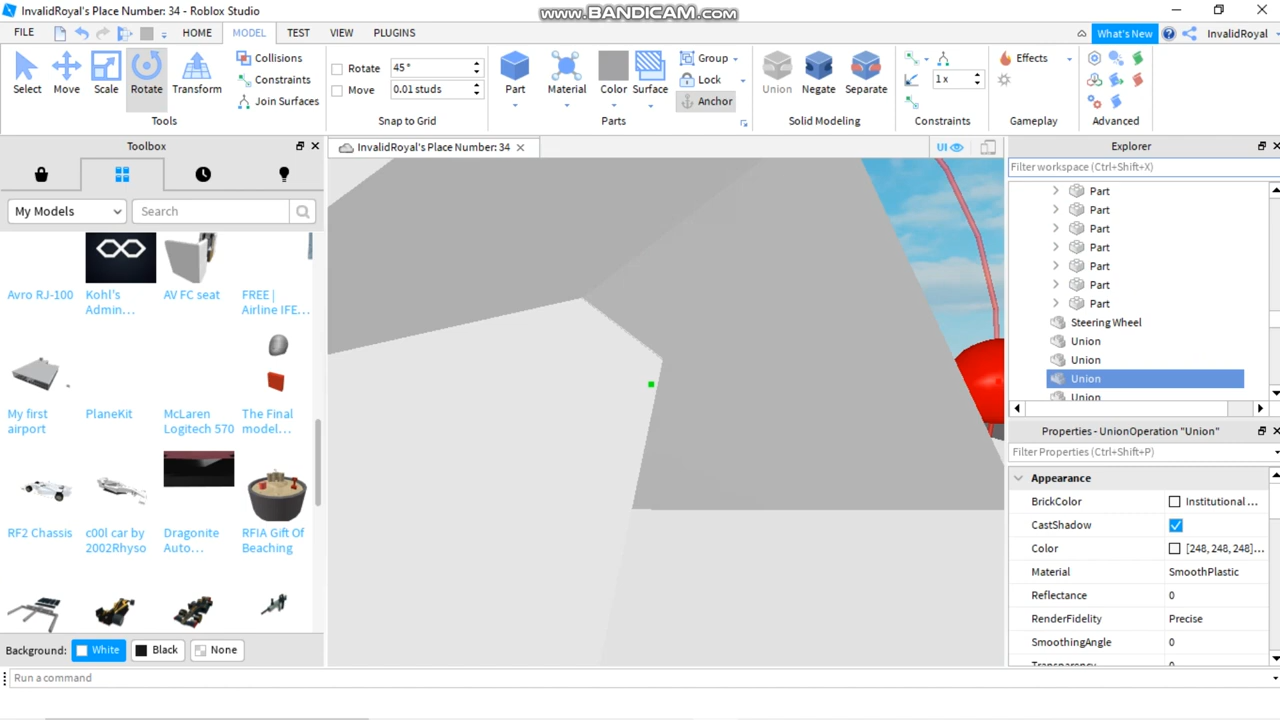 InvalidRoyal's Place Number: 34 - Roblox Studio
www.BANDICAM.com
FILE
HOME
MODEL
TEST
VIEW
PLUGINS
What's New
InvalidRoyal
Select
Move
Scale
Rotate
Transform
Collisions
Constraints
Join Surfaces
Tools
Rotate
45°
Move
0.01 studs
Snap to Grid
Part
Material
Color
Surface
Group
Lock
Anchor
Parts
Union
Negate
Separate
Solid Modeling
1 x
Constraints
Effects
Gameplay
Advanced
Toolbox
InvalidRoyal's Place Number: 34
UI
Explorer
Filter workspace (Ctrl+Shift+X)
My Models
Search
Part
Part
Part
Part
Part
Part
Part
Steering Wheel
Union
Union
Union
Union
Avro RJ-100
Kohl's
Admin...
AV FC seat
FREE |
Airline IFE...
My first
airport
PlaneKit
McLaren
Logitech 570
The Final
model...
RF2 Chassis
c00l car by
2002Rhyso
Dragonite
Auto...
RFIA Gift Of
Beaching
Properties - UnionOperation "Union"
Filter Properties (Ctrl+Shift+P)
Appearance
BrickColor
Institutional ...
CastShadow
Color
[248, 248, 248]...
Material
SmoothPlastic
Reflectance
0
RenderFidelity
Precise
SmoothingAngle
0
Transparency
0
Background:
White
Black
None
Run a command